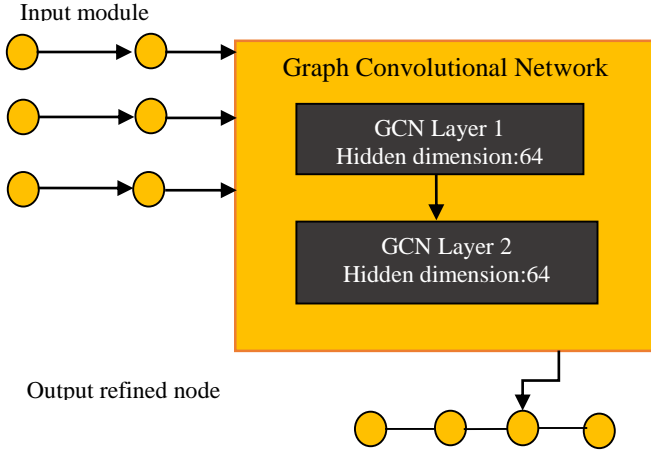 Input module
Graph Convolutional Network
GCN Layer 1
Hidden dimension:64
GCN Layer 2
Hidden dimension:64
Output refined node